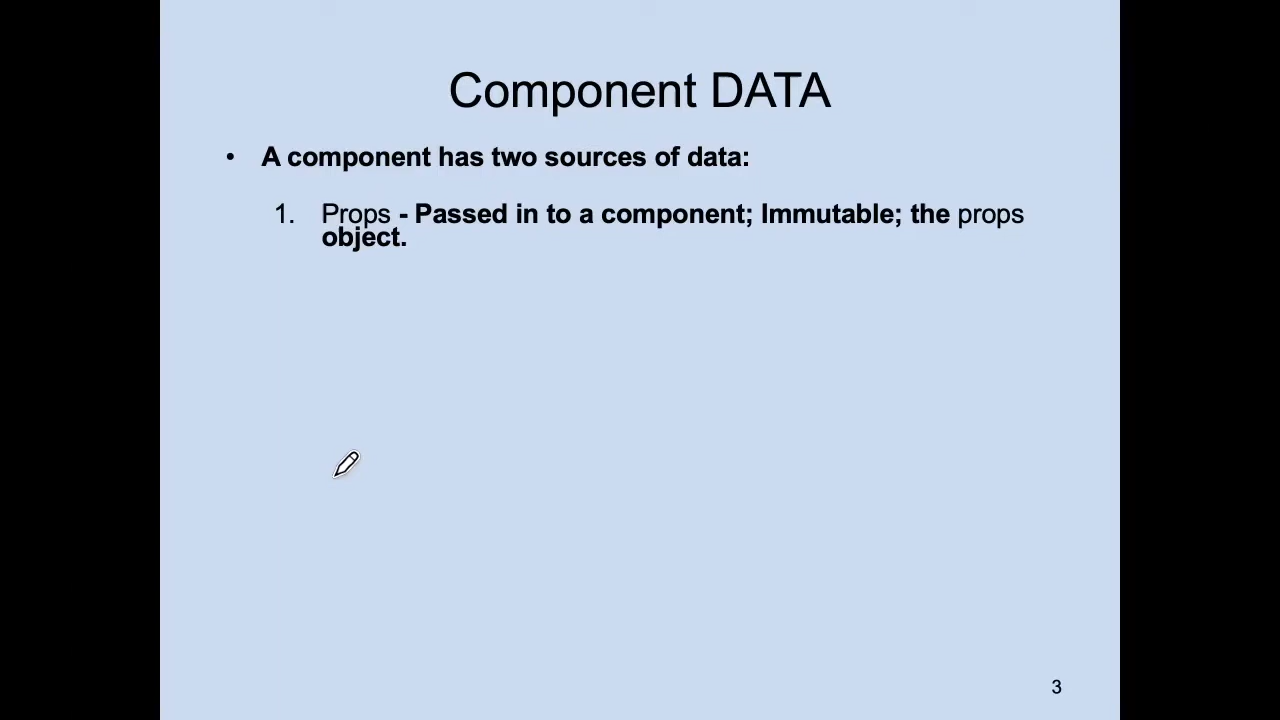 Component DATA
• A component has two sources of data:
1. Props - Passed in to a component; Immutable; the props
object.
3